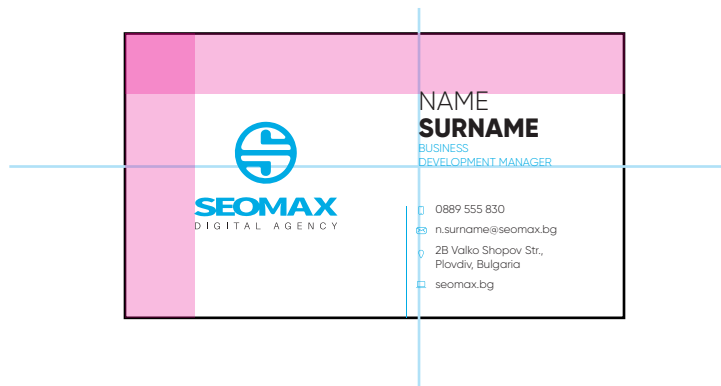 SEOMAX
DIGITAL AGENCY
NAME
SURNAME
BUSINESS
DEVELOPMENT MANAGER
0889 555 830
n.surname@seomax.bg
2B Valko Shopov Str.,
Plovdiv, Bulgaria
seomax.bg